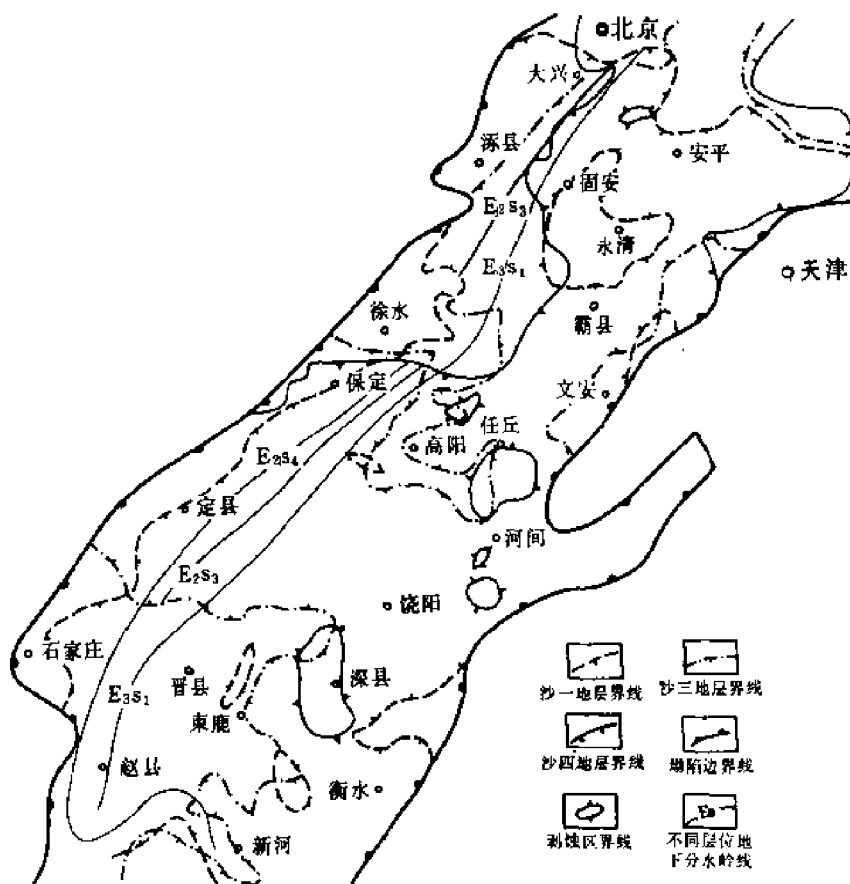 北京
大兴
涿县
安平
固安
E₂S₃
永清
E₃S₁
天津
徐水
霸县
保定
文安
任丘
高阳
E₂S₄
定县
河间
E₂S₃
饶阳
石家庄
晋县
深县
E₃S₁
束鹿
赵县
衡水
新河
沙一地层界线
沙三地层界线
沙四地层界线
塌陷边界线
剥蚀区界线
不同层位地
下分水岭线